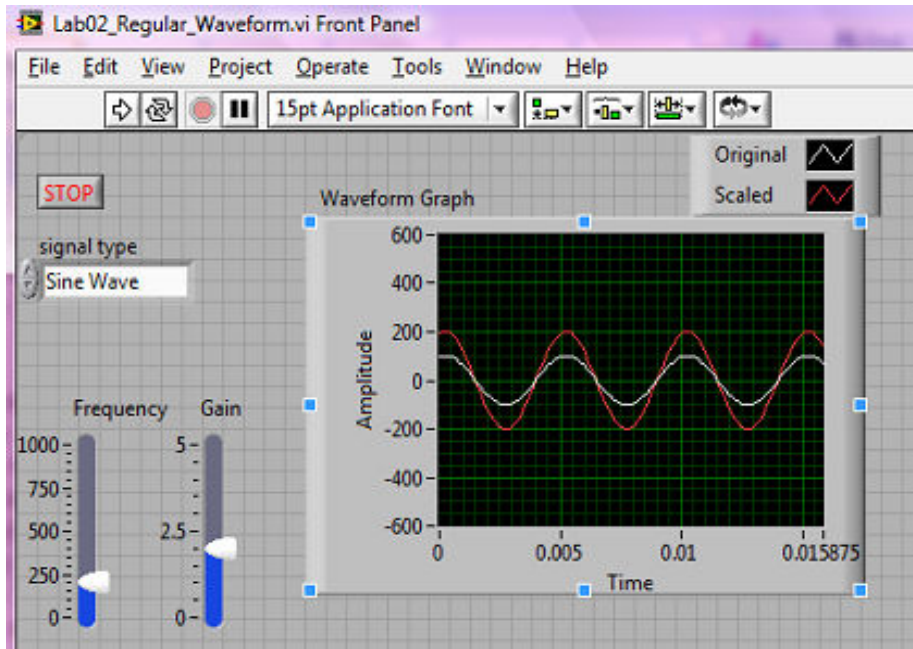 Lab02_Regular_Waveform.vi Front Panel
File Edit View Project Operate Tools Window Help
15pt Application Font
Original
Scaled
STOP
Waveform Graph
signal type
Sine Wave
600
400
200
0
-200
-400
-600
Amplitude
0 0.005 0.01 0.015875
Time
Frequency Gain
1000
750
500
250
0
5
2.5
0